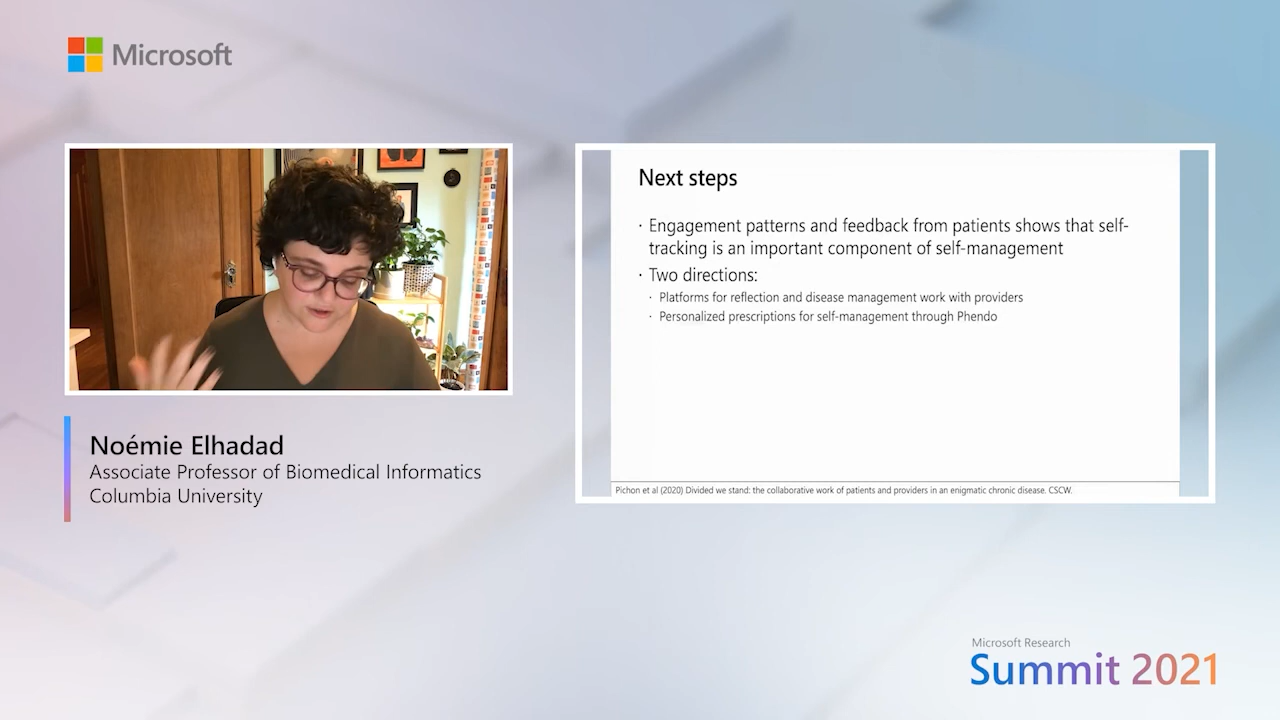 Microsoft
Next steps
· Engagement patterns and feedback from patients shows that self-
tracking is an important component of self-management
· Two directions:
· Platforms for reflection and disease management work with providers
· Personalized prescriptions for self-management through Phendo
Pichon et al (2020) Divided we stand: the collaborative work of patients and providers in an enigmatic chronic disease. CSCW.
Noémie Elhadad
Associate Professor of Biomedical Informatics
Columbia University
Microsoft Research
Summit 2021